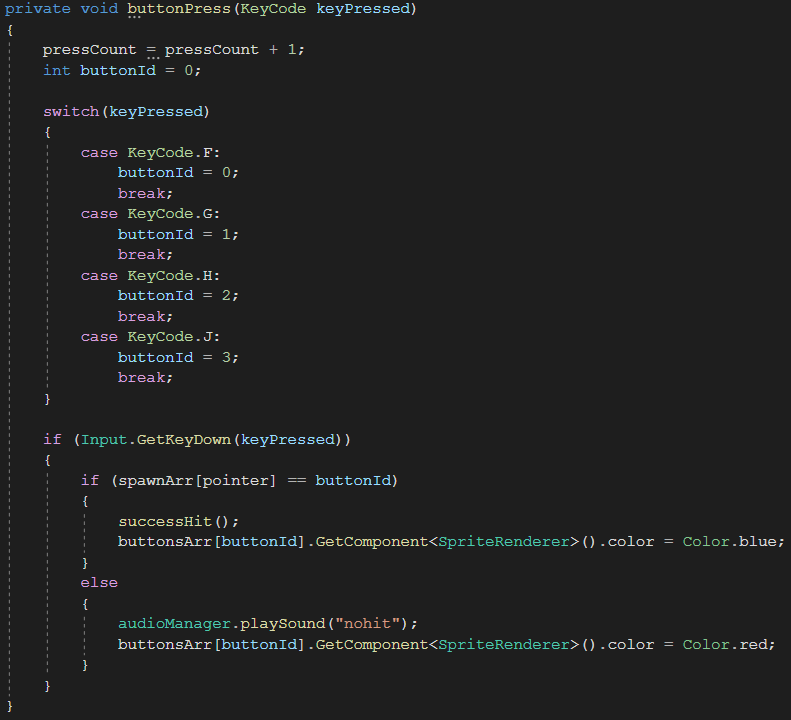 private void buttonPress(KeyCode keyPressed)
{
    pressCount = pressCount + 1;
    int buttonId = 0;

    switch(keyPressed)
    {
        case KeyCode.F:
            buttonId = 0;
            break;
        case KeyCode.G:
            buttonId = 1;
            break;
        case KeyCode.H:
            buttonId = 2;
            break;
        case KeyCode.J:
            buttonId = 3;
            break;
    }

    if (Input.GetKeyDown(keyPressed))
    {
        if (spawnArr[pointer] == buttonId)
        {
            successHit();
            buttonsArr[buttonId].GetComponent<SpriteRenderer>().color = Color.blue;
        }
        else
        {
            audioManager.playSound("nohit");
            buttonsArr[buttonId].GetComponent<SpriteRenderer>().color = Color.red;
        }
    }
}